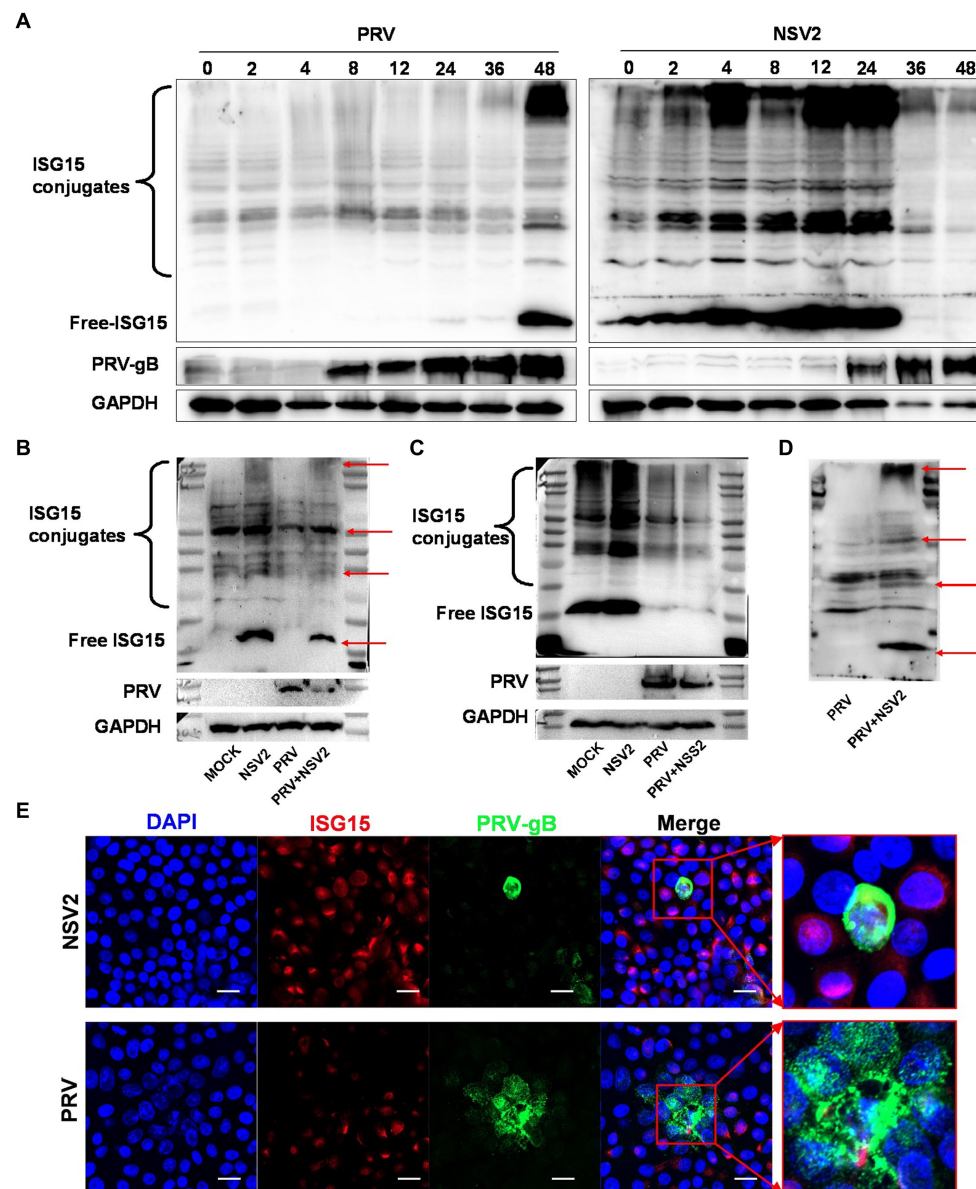 A
PRV
NSV2
0 2 4 8 12 24 36 48
0 2 4 8 12 24 36 48
ISG15
conjugates
Free-ISG15
PRV-gB
GAPDH
B
C
D
ISG15
conjugates
ISG15
conjugates
Free ISG15
Free ISG15
PRV
PRV
GAPDH
GAPDH
MOCK NSV2 PRV PRV+NSV2
MOCK NSV2 PRV PRV+NSS2
PRV PRV+NSV2
E
DAPI ISG15 PRV-gB Merge
NSV2
PRV